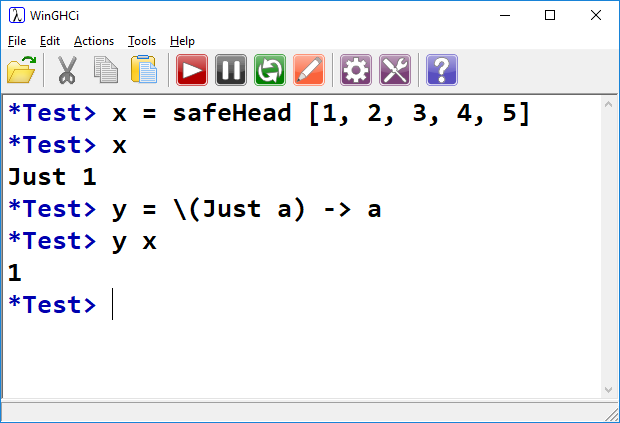 WinGHCi
File Edit Actions Tools Help
*Test> x = safeHead [1, 2, 3, 4, 5]
*Test> x
Just 1
*Test> y = \(Just a) -> a
*Test> y x
1
*Test>